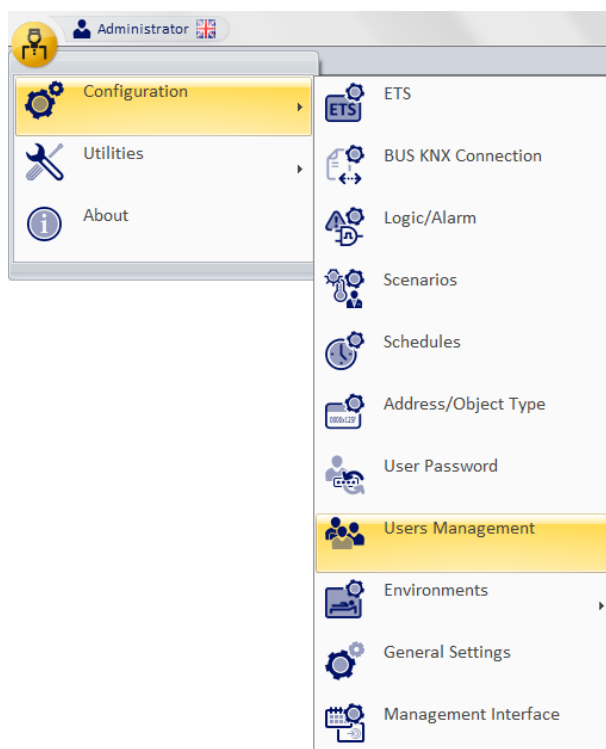 Administrator
Configuration
Utilities
About
ETS
ETS
BUS KNX Connection
Logic/Alarm
Scenarios
Schedules
Address/Object Type
User Password
Users Management
Environments
General Settings
Management Interface